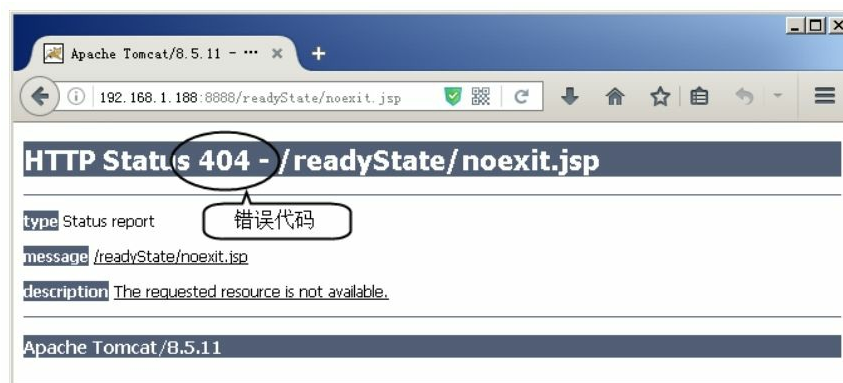 Apache Tomcat/8.5.11 - ...
192.168.1.188:8888/readyState/noexit.jsp
HTTP Status 404 - /readyState/noexit.jsp
type Status report
错误代码
message /readyState/noexit.jsp
description The requested resource is not available.
Apache Tomcat/8.5.11